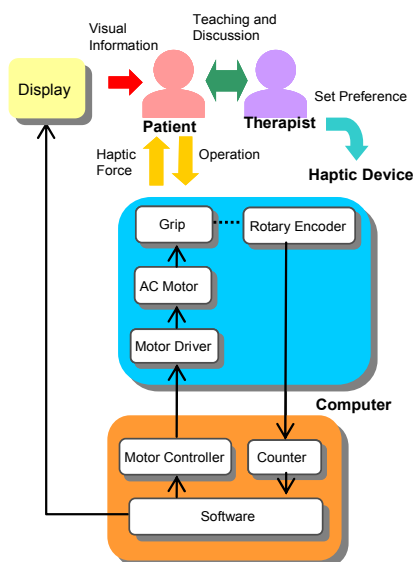 Visual
Information
Teaching and
Discussion
Display
Set Preference
Patient
Therapist
Haptic
Force
Operation
Haptic Device
Grip
Rotary Encoder
AC Motor
Motor Driver
Computer
Motor Controller
Counter
Software